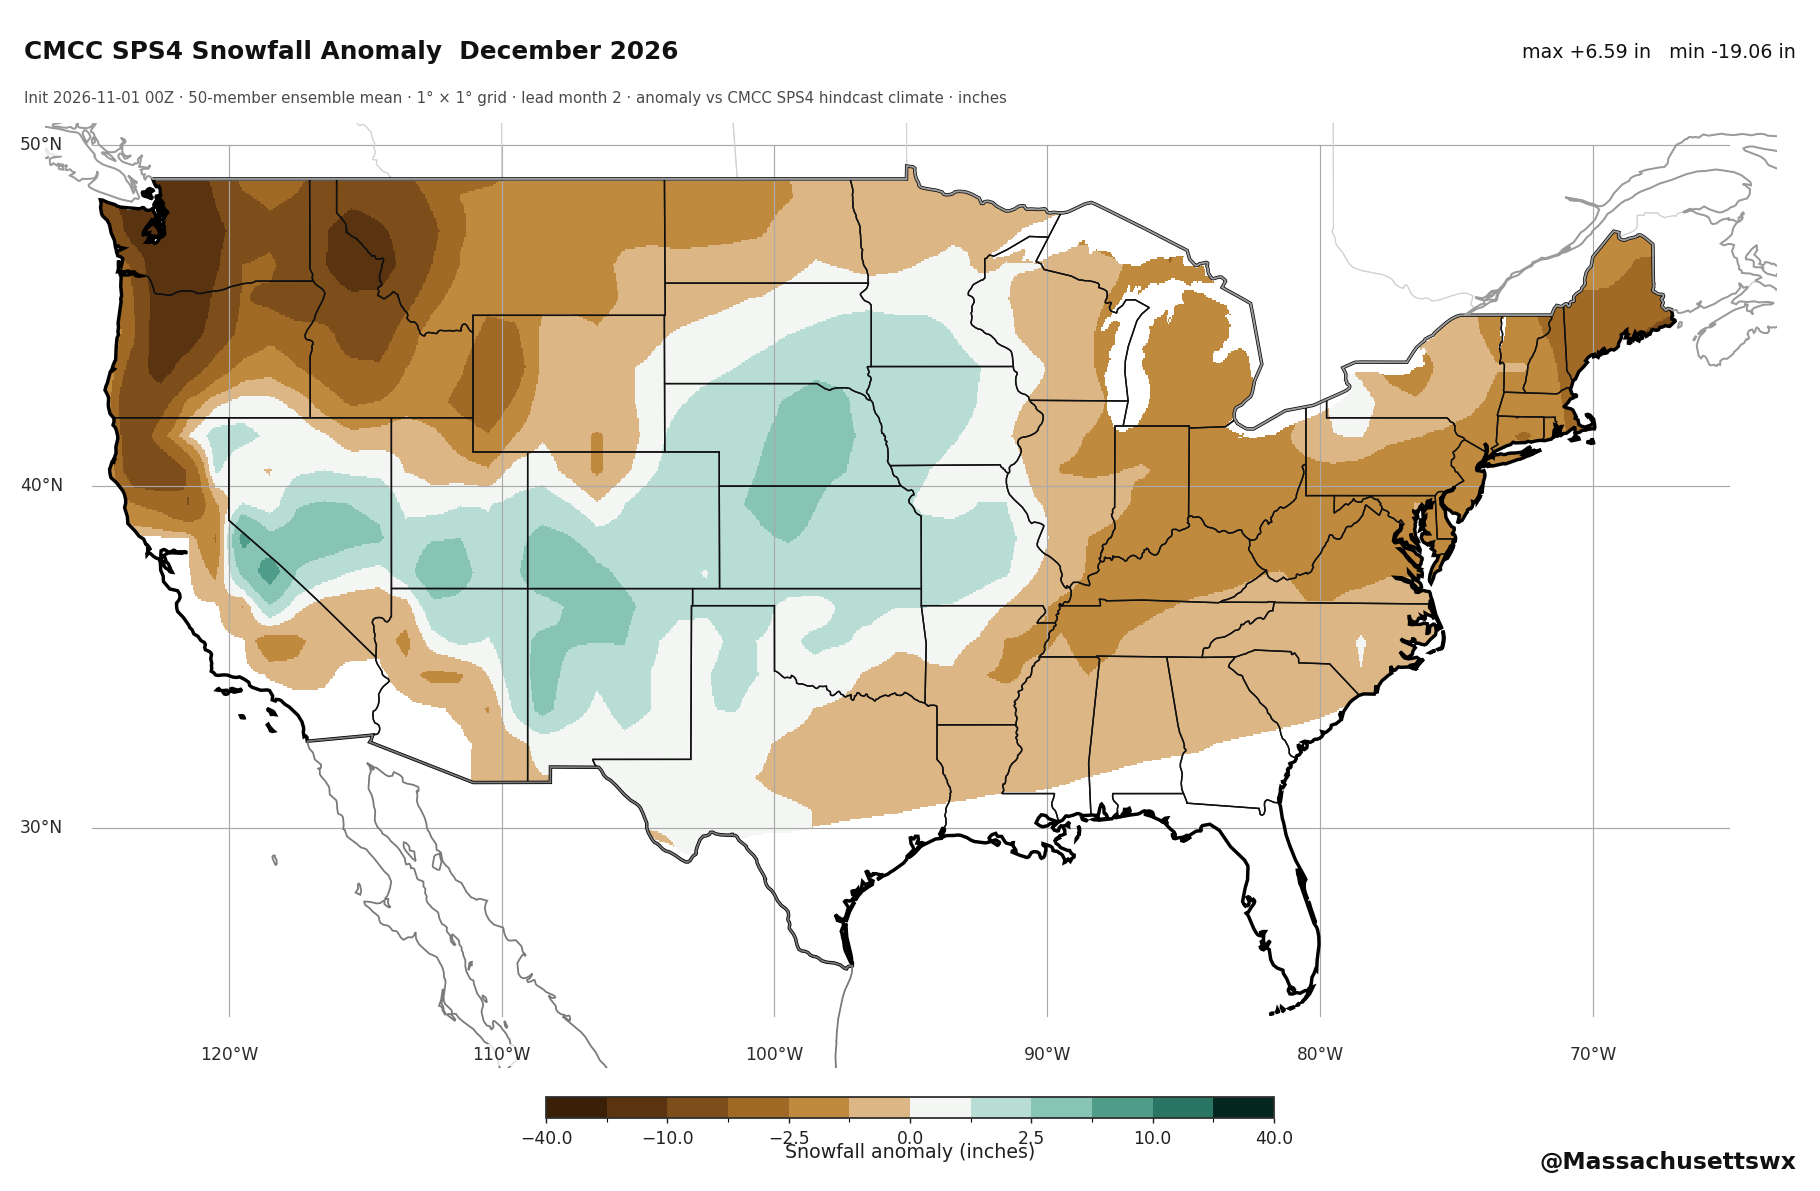 CMCC SPS4 Snowfall Anomaly  December 2026
max +6.59 in   min -19.06 in
Init 2026-11-01 00Z · 50-member ensemble mean · 1° × 1° grid · lead month 2 · anomaly vs CMCC SPS4 hindcast climate · inches
50°N
40°N
30°N
120°W 110°W 100°W 90°W 80°W 70°W
−40.0 −10.0 −2.5 0.0 2.5 10.0 40.0
Snowfall anomaly (inches)
@Massachusettswx